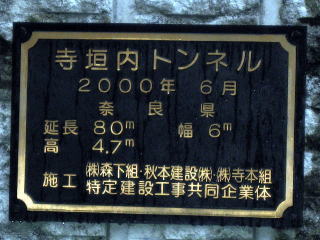 寺垣内トンネル
2000年 6月
奈良県
延長 80m 幅 6m
高 4.7m
施工 ㈱森下組・秋本建設㈱・㈱寺本組
特定建設工事共同企業体